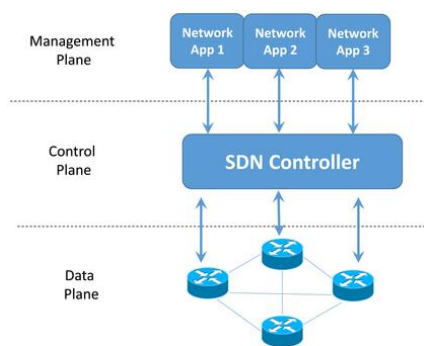 Management
Plane
Network
App 1
Network
App 2
Network
App 3
Control
Plane
SDN Controller
Data
Plane